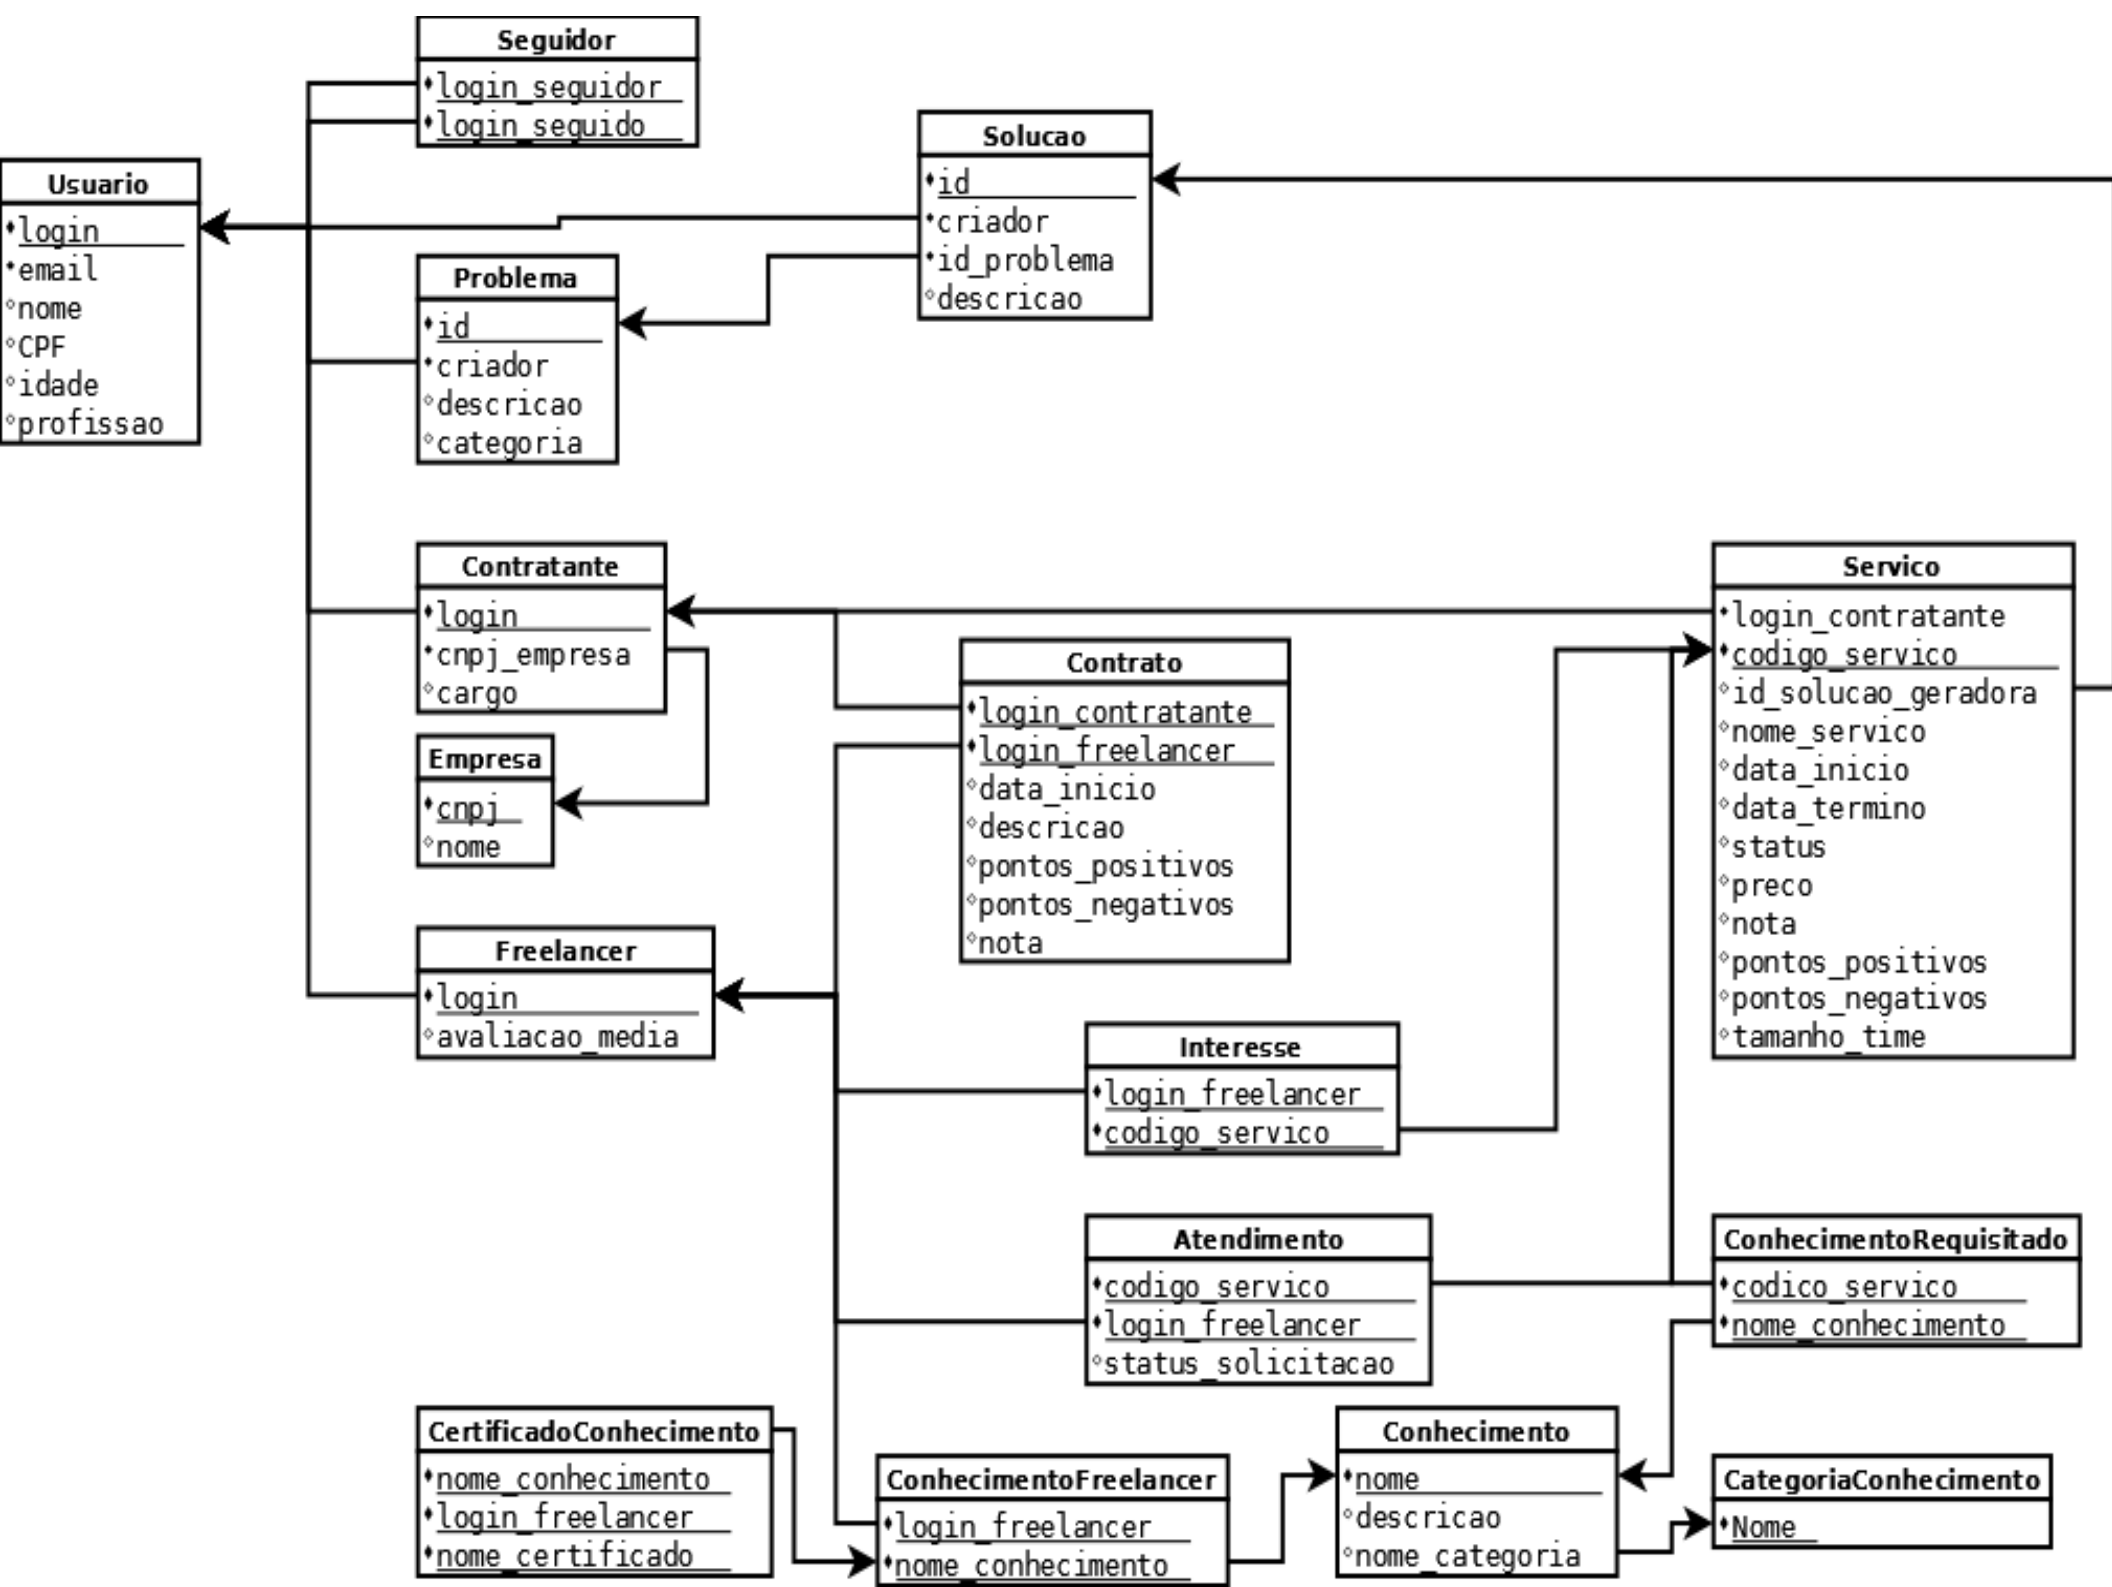 Seguidor
login_seguidor
login_seguido
Usuario
login
email
nome
CPF
idade
profissao
Solucao
id
criador
id_problema
descricao
Problema
id
criador
descricao
categoria
Contratante
login
cnpj_empresa
cargo
Empresa
cnpj
nome
Contrato
login_contratante
login_freelancer
data_inicio
descricao
pontos_positivos
pontos_negativos
nota
Servico
login_contratante
codigo_servico
id_solucao_geradora
nome_servico
data_inicio
data_termino
status
preco
nota
pontos_positivos
pontos_negativos
tamanho_time
Freelancer
login
avaliacao_media
Interesse
login_freelancer
codigo_servico
Atendimento
codigo_servico
login_freelancer
status_solicitacao
ConhecimentoRequisitado
codico_servico
nome_conhecimento
CertificadoConhecimento
nome_conhecimento
login_freelancer
nome_certificado
ConhecimentoFreelancer
login_freelancer
nome_conhecimento
Conhecimento
nome
descricao
nome_categoria
CategoriaConhecimento
Nome